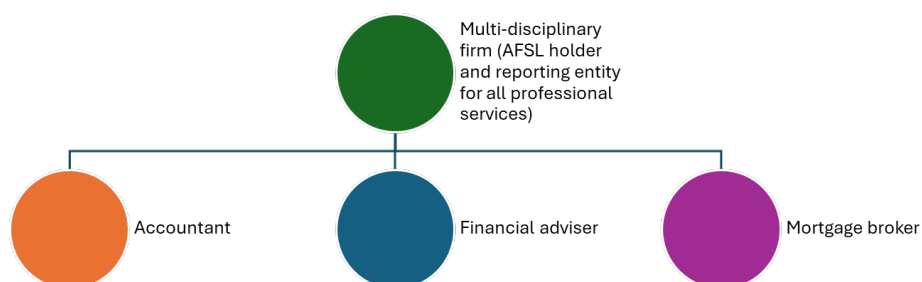 Multi-disciplinary
firm (AFSL holder
and reporting entity
for all professional
services)
Accountant
Financial adviser
Mortgage broker